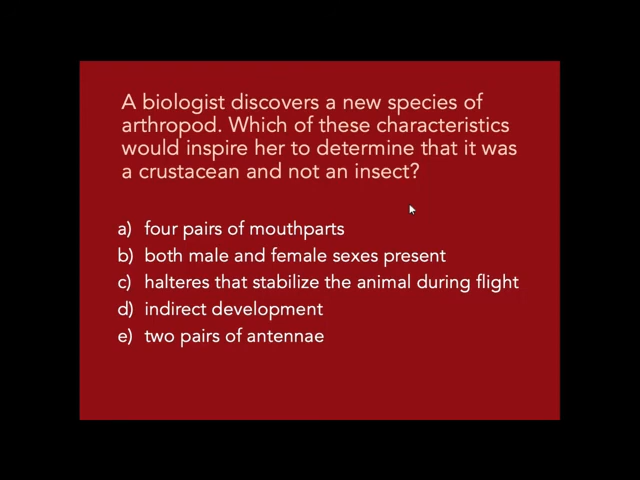 A biologist discovers a new species of
arthropod. Which of these characteristics
would inspire her to determine that it was
a crustacean and not an insect?
a) four pairs of mouthparts
b) both male and female sexes present
c) halteres that stabilize the animal during flight
d) indirect development
e) two pairs of antennae